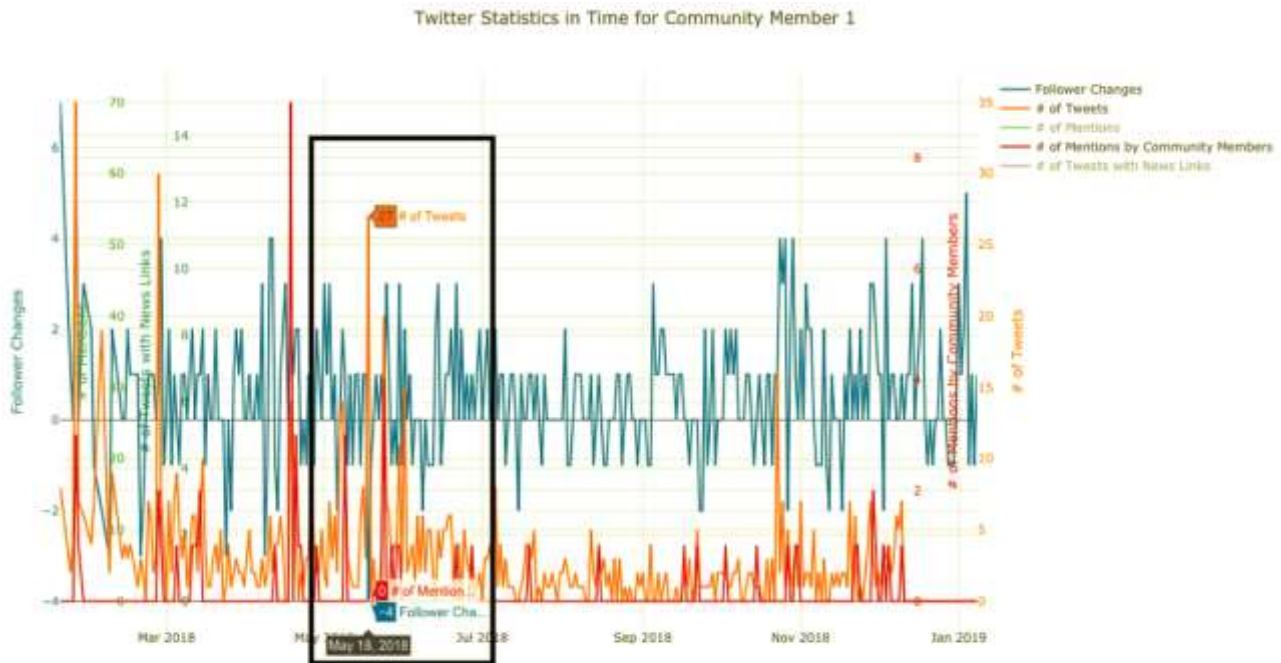 Twitter Statistics in Time for Community Member 1
Follower Changes
# of Tweets
# of Mentions
# of Mentions by Community Members
# of Tweets with News Links
Follower Changes
6
4
2
0
−2
−4
70
60
50
40
20
# of Tweets with News Links
14
12
10
8
4
# of Tweets
0 # of Mention...
−4 Follower Cha...
May 18, 2018
# of Mentions by Community Members
8
6
4
2
0
# of Tweets
35
30
25
20
15
10
5
0
Mar 2018
Jul 2018
Sep 2018
Nov 2018
Jan 2019